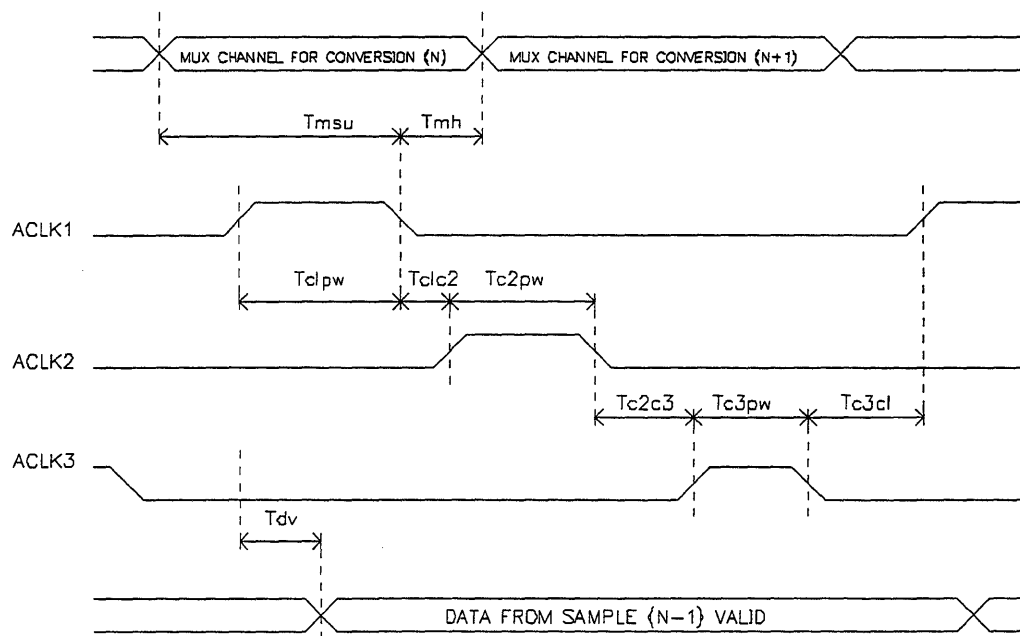 MUX CHANNEL FOR CONVERSION (N)
MUX CHANNEL FOR CONVERSION (N+1)
Tmsu
Tmh
ACLK1
Tclpw
Tclc2
Tc2pw
ACLK2
Tc2c3
Tc3pw
Tc3cl
ACLK3
Tdv
DATA FROM SAMPLE (N-1) VALID